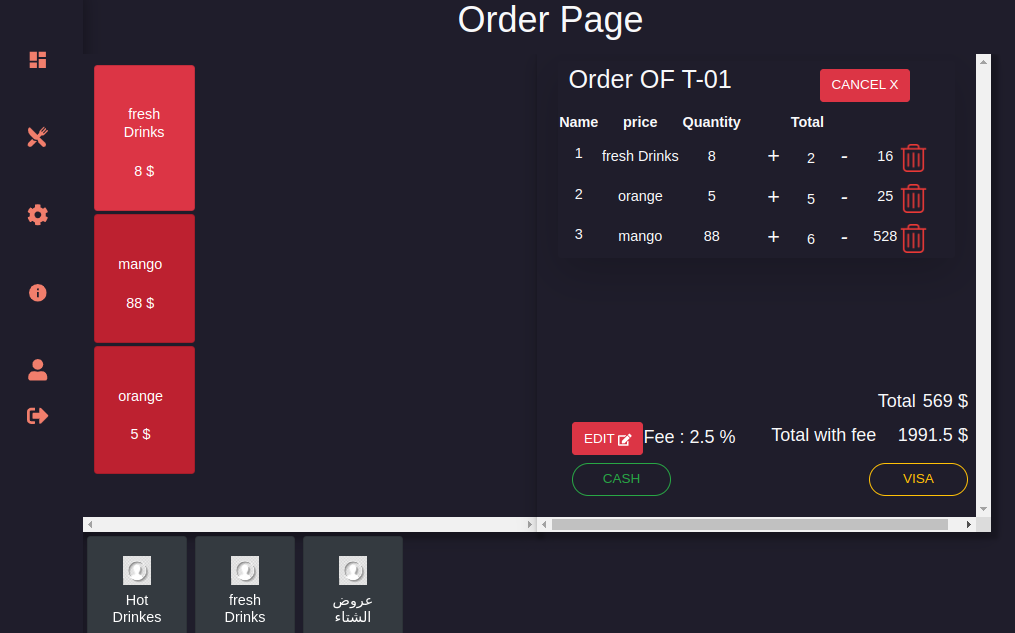 Order Page
fresh
Drinks
8 $
mango
88 $
orange
5 $
Order OF T-01
CANCEL X
Name price Quantity Total
1 fresh Drinks 8 + 2 - 16
2 orange 5 + 5 - 25
3 mango 88 + 6 - 528
Total 569 $
EDIT Fee : 2.5 % Total with fee 1991.5 $
CASH VISA
Hot
Drinkes
fresh
Drinks
عروض
الشتاء